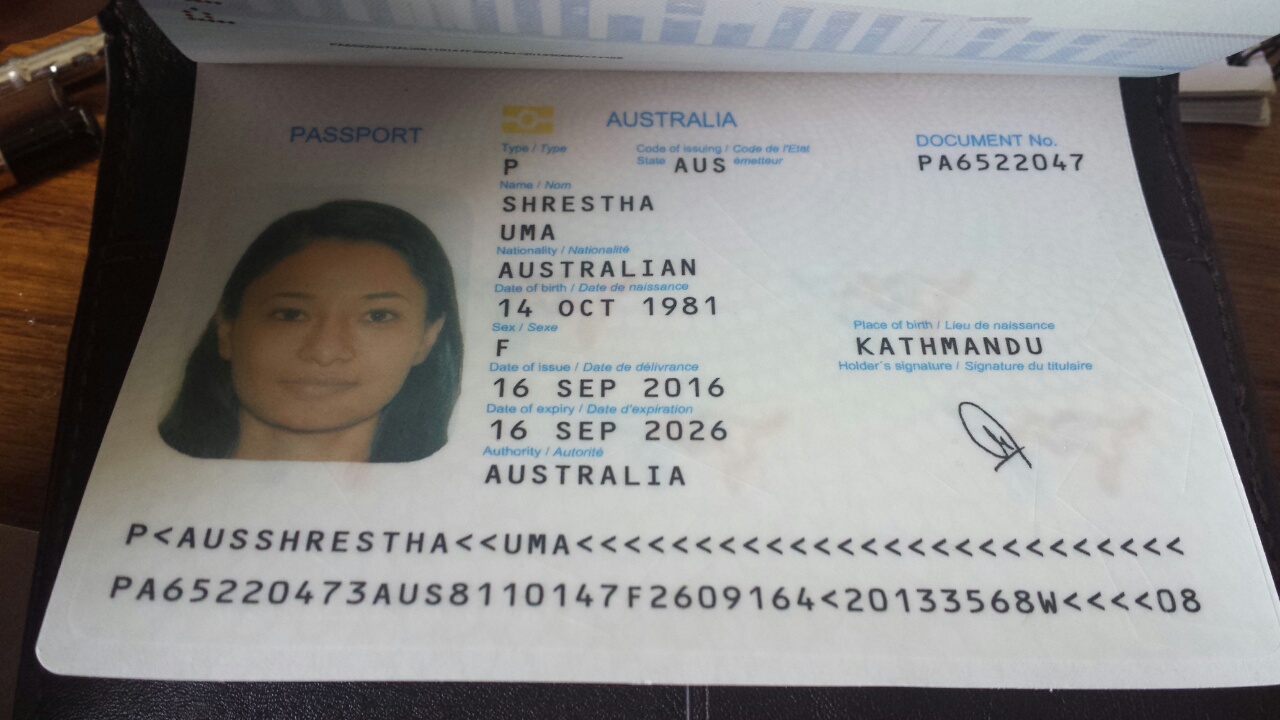 PASSPORT
AUSTRALIA
Type / Type
P
Code of issuing / Code de l'Etat
State AUS émetteur
DOCUMENT No.
PA6522047
Name / Nom
SHRESTHA
UMA
Nationality / Nationalité
AUSTRALIAN
Date of birth / Date de naissance
14 OCT 1981
Sex / Sexe
F
Place of birth / Lieu de naissance
KATHMANDU
Date of issue / Date de délivrance
16 SEP 2016
Holder's signature / Signature du titulaire
Date of expiry / Date d'expiration
16 SEP 2026
Authority / Autorité
AUSTRALIA
P<AUSSHRESTHA<<UMA<<<<<<<<<<<<<<<<<<<<<<<<<<
PA65220473AUS8110147F2609164<20133568W<<<<08